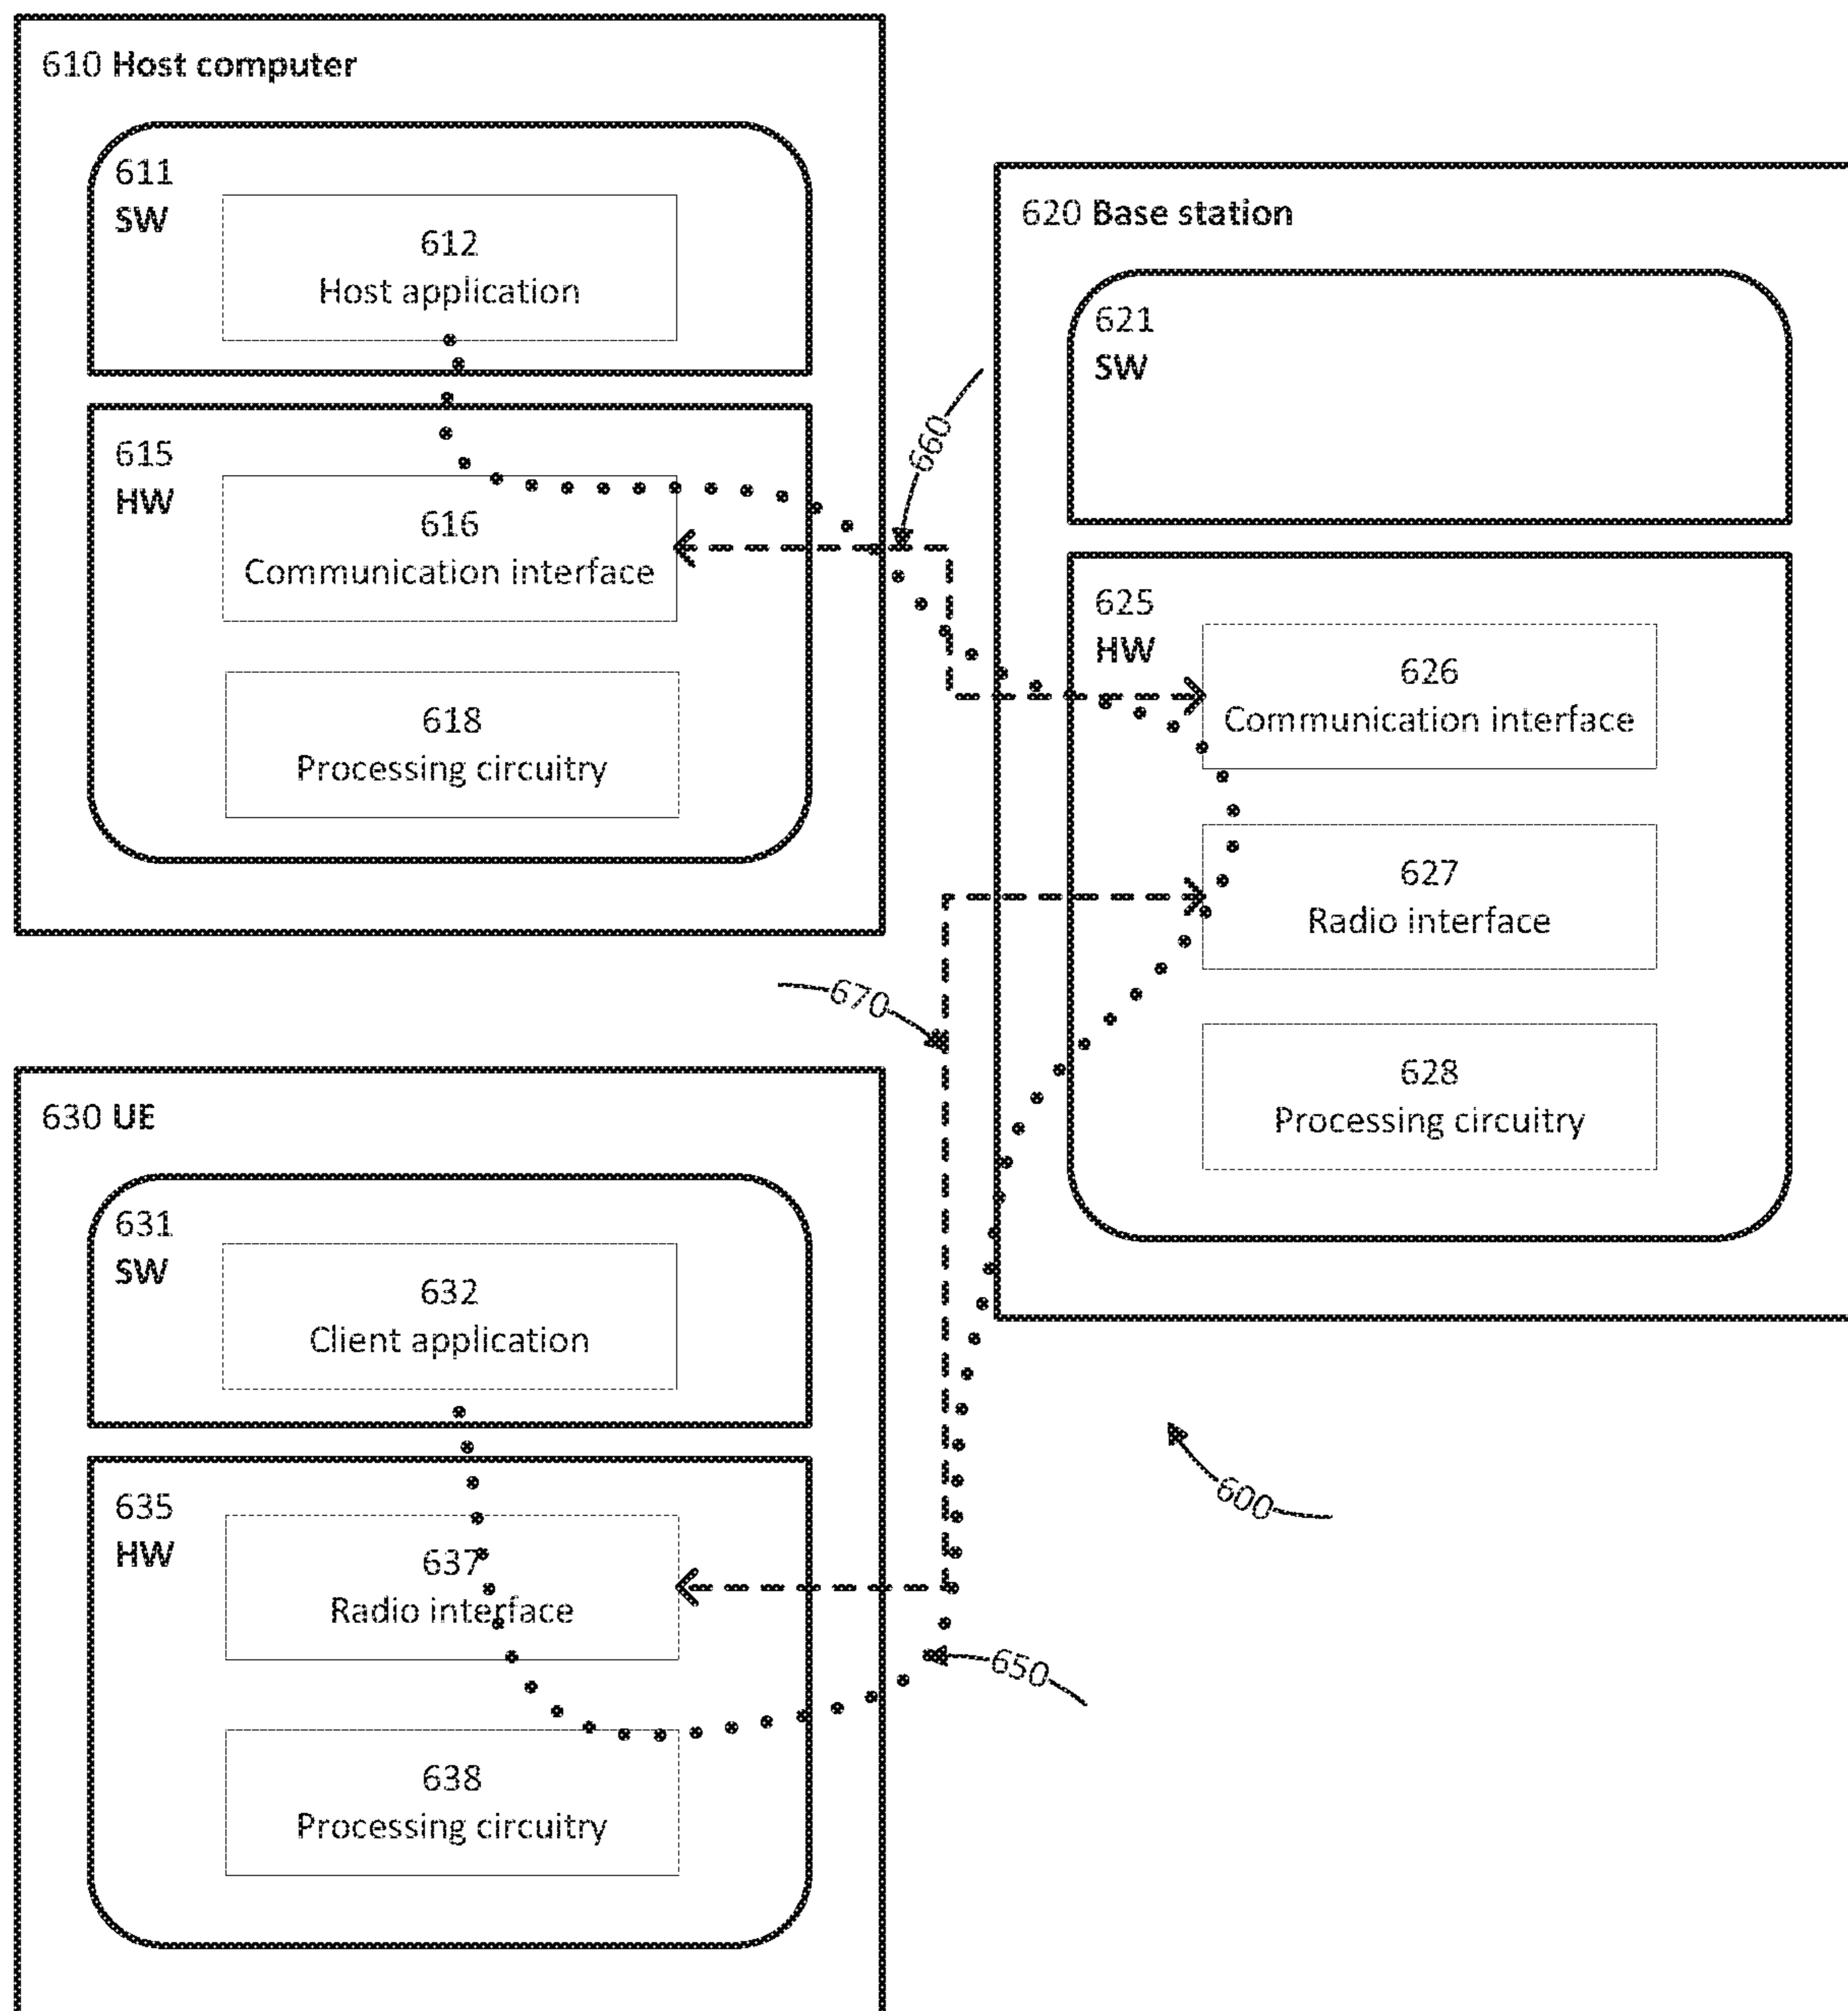 610 Host computer
611
SW
612
Host application
615
HW
616
Communication interface
618
Processing circuitry
660
620 Base station
621
SW
625
HW
626
Communication interface
627
Radio interface
628
Processing circuitry
670
630 UE
631
SW
632
Client application
635
HW
637
Radio interface
638
Processing circuitry
600
650